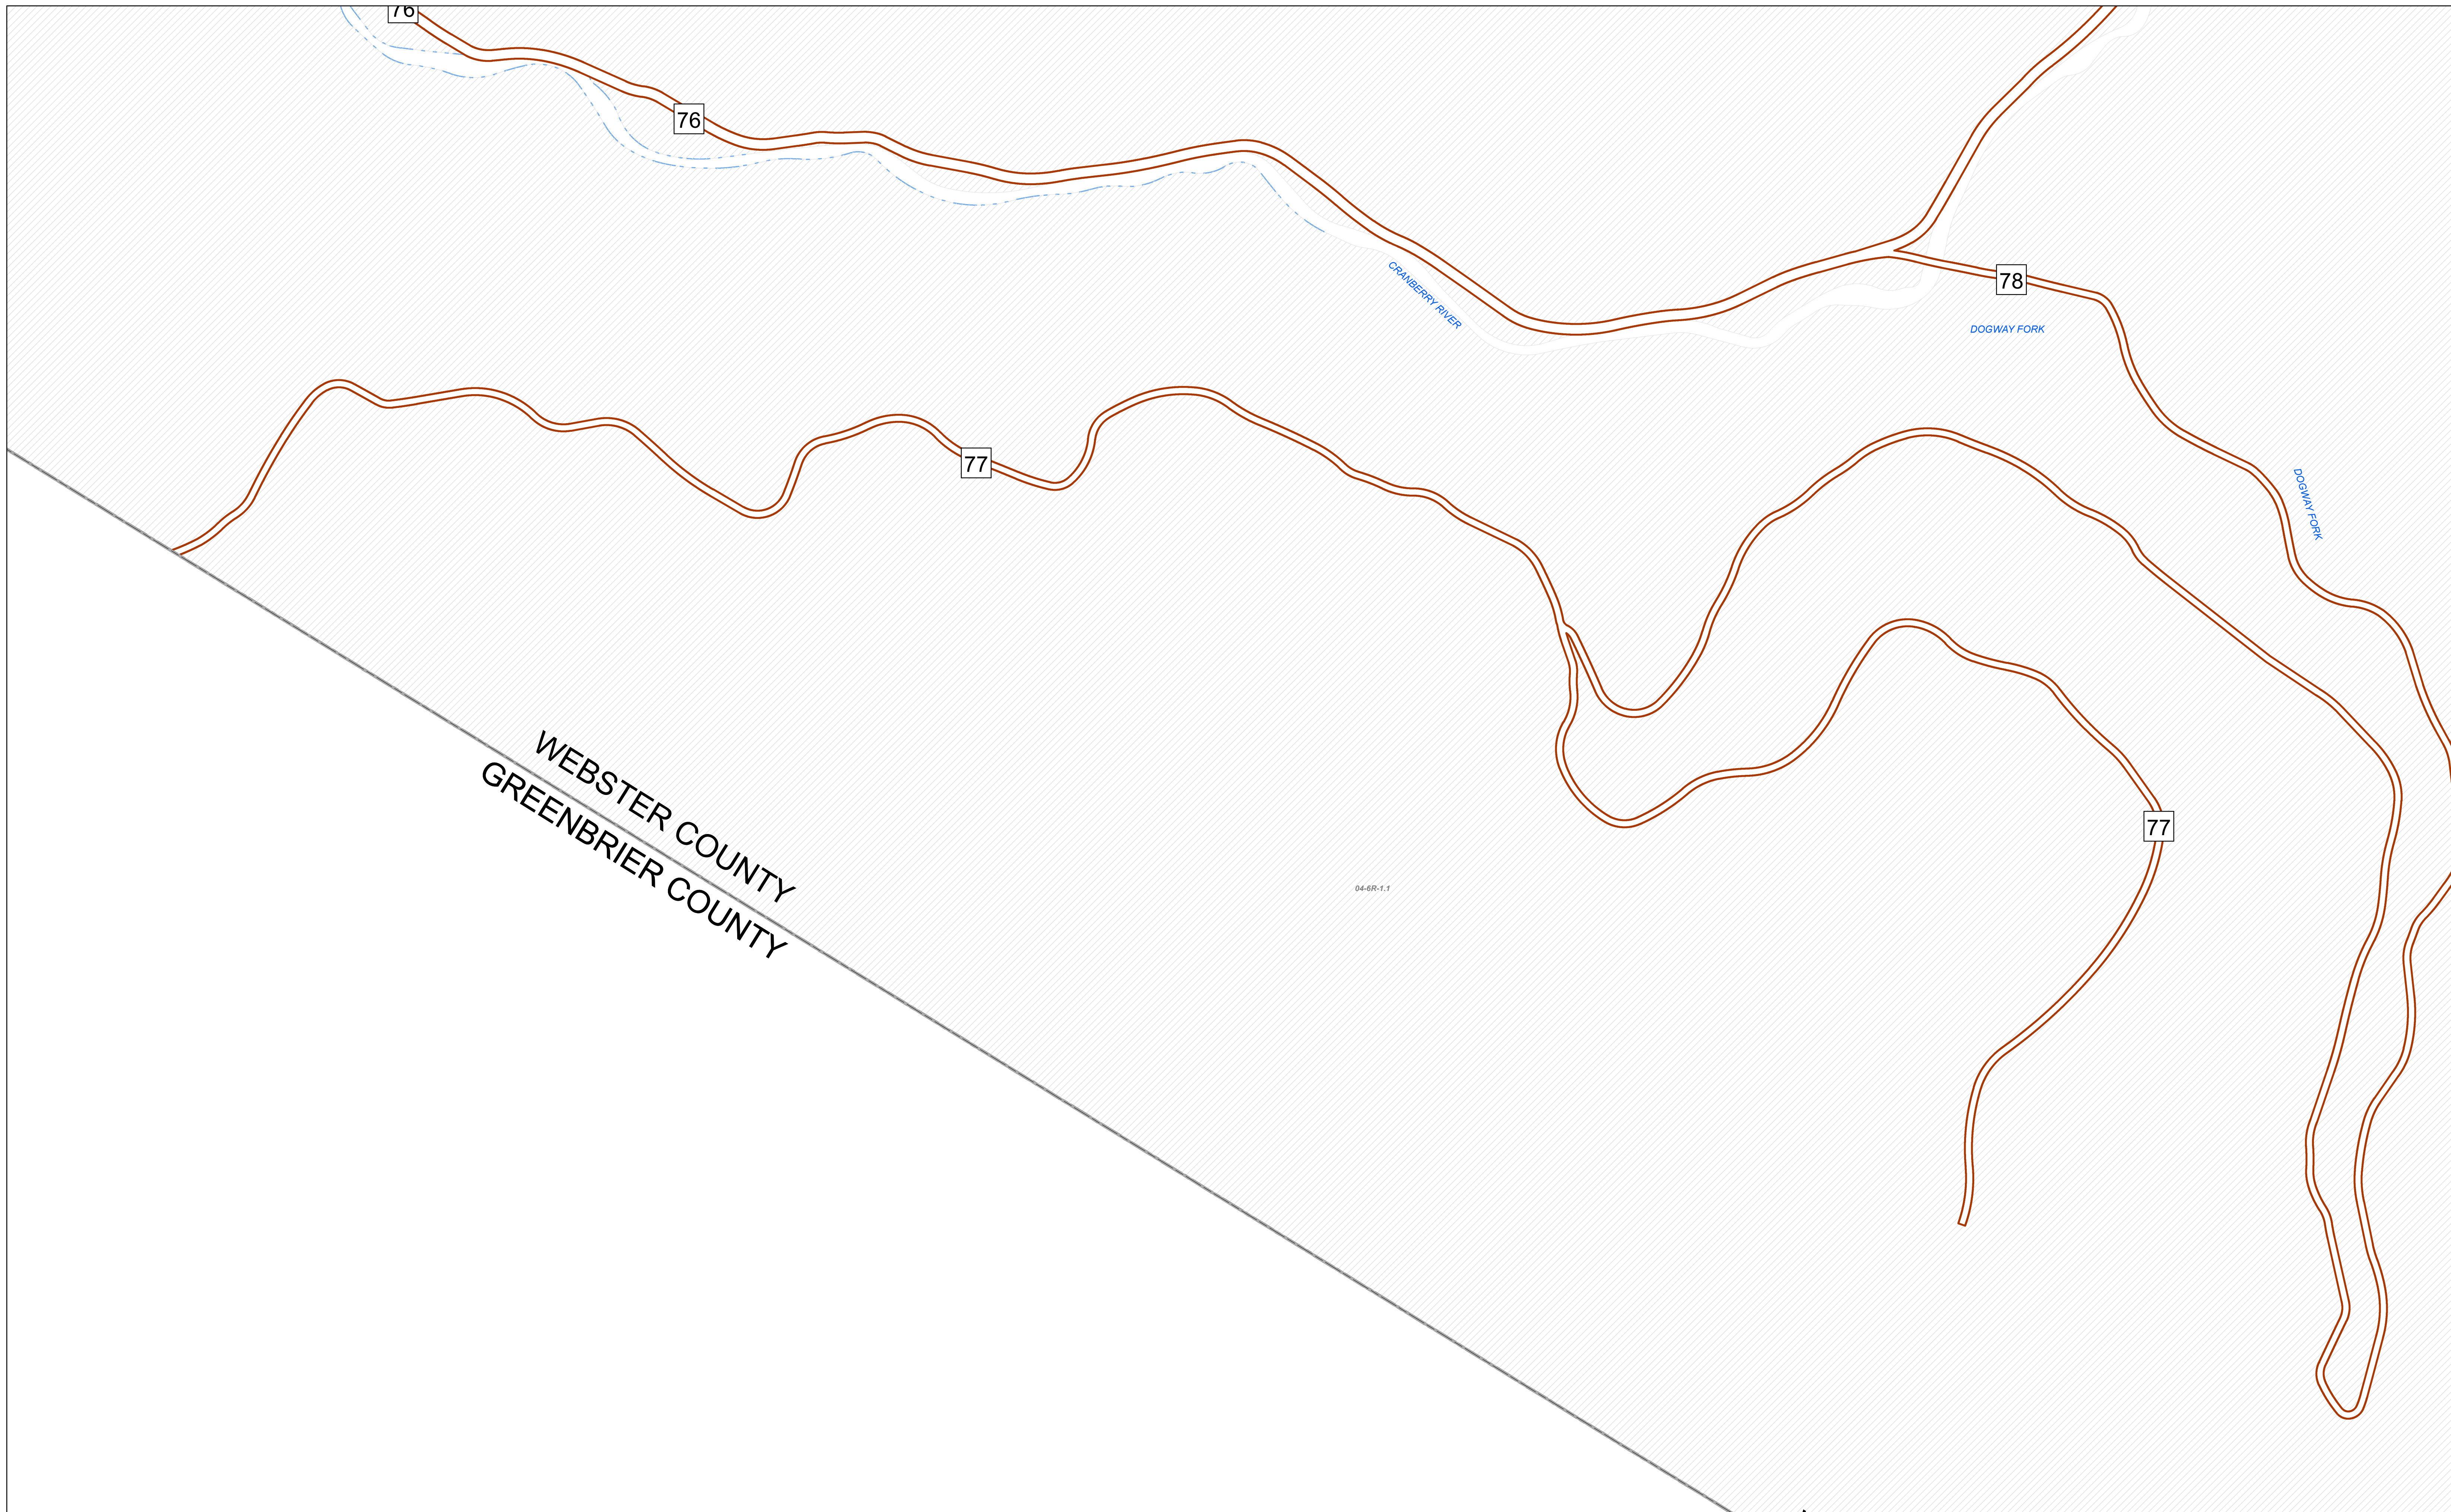 76
76
78
CRANBERRY RIVER
DOGWAY FORK
77
DOGWAY FORK
WEBSTER COUNTY
GREENBRIER COUNTY
77
04-6R-1.1